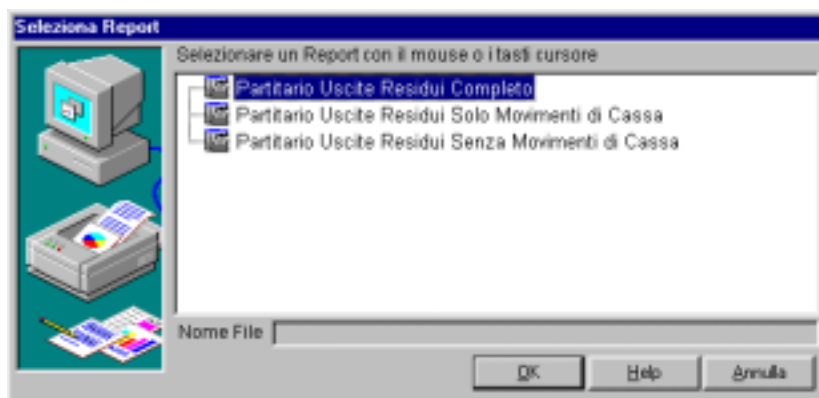 Seleziona Report
Selezionare un Report con il mouse o i tasti cursore
Partitario Uscite Residui Completo
Partitario Uscite Residui Solo Movimenti di Cassa
Partitario Uscite Residui Senza Movimenti di Cassa
Nome File
OK Help Annulla